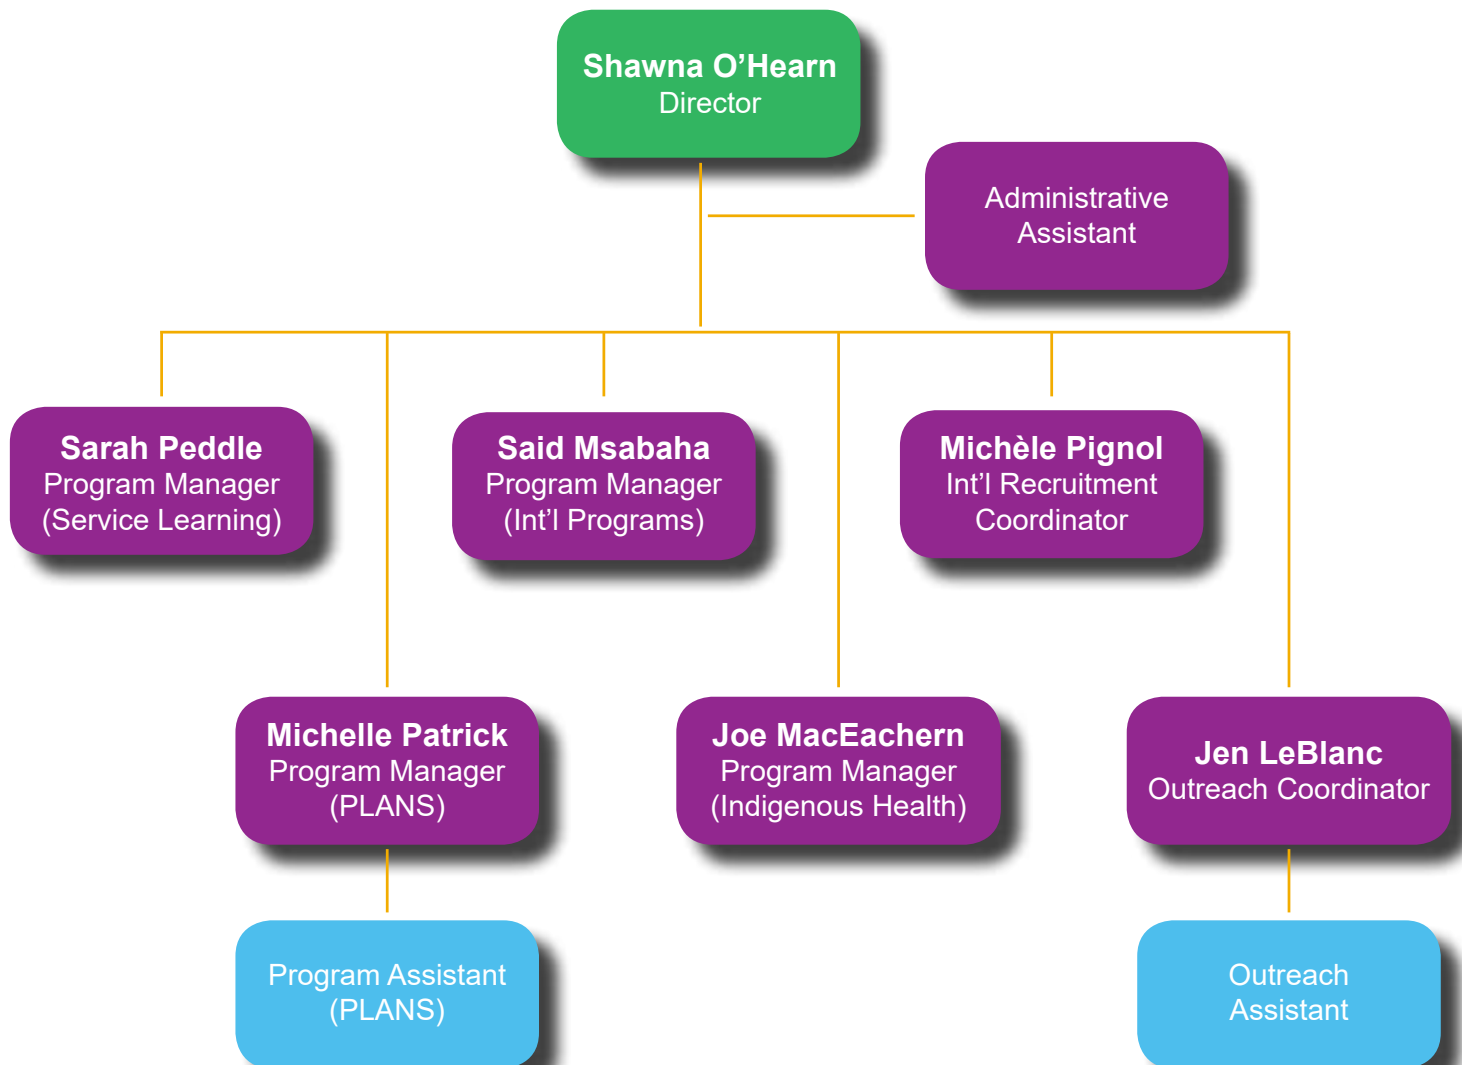 Shawna O’Hearn
Director
Administrative
Assistant
Sarah Peddle
Program Manager
(Service Learning)
Said Msabaha
Program Manager
(Int’l Programs)
Michèle Pignol
Int’l Recruitment
Coordinator
Michelle Patrick
Program Manager
(PLANS)
Joe MacEachern
Program Manager
(Indigenous Health)
Jen LeBlanc
Outreach Coordinator
Program Assistant
(PLANS)
Outreach
Assistant